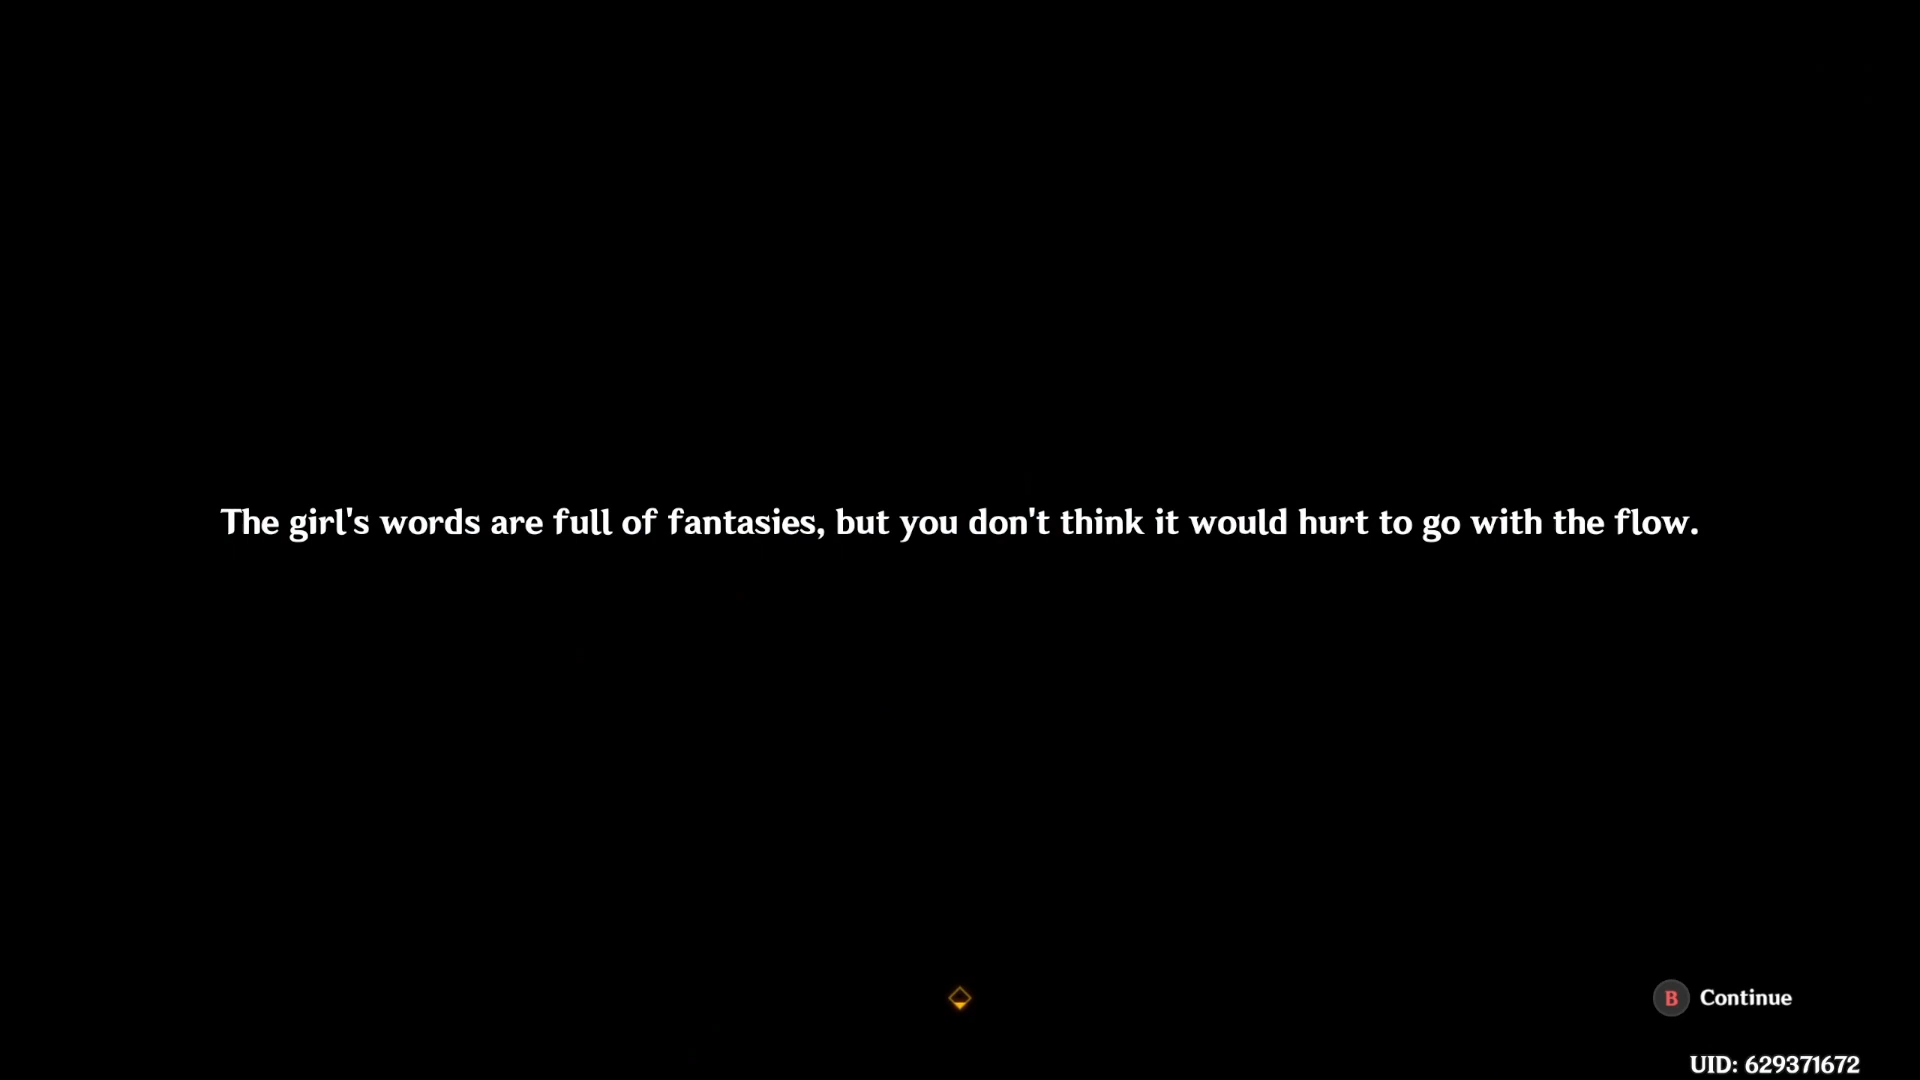 The girl's words are full of fantasies, but you don't think it would hurt to go with the flow.
B Continue
UID: 629371672